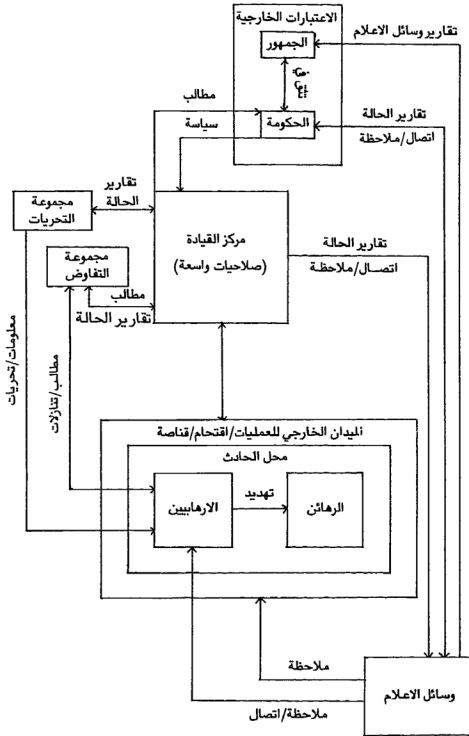 الاعتبارات الخارجية
الجمهور
تقارير وسائل الاعلام
تثق في
مطالب
الحكومة
تقارير الحالة
اتصال/ملاحظة
سياسة
تقارير
الحالة
مجموعة
التحريات
مركز القيادة
(صلاحيات واسعة)
تقارير الحالة
اتصال/ملاحظة
مجموعة
التفاوض
مطالب
تقارير الحالة
معلومات/تحريات
مطالب/تنازلات
الميدان الخارجي للعمليات/اقتحام/قناصة
محل الحادث
الارهابيين
تهديد
الرهائن
ملاحظة
وسائل الاعلام
ملاحظة/اتصال